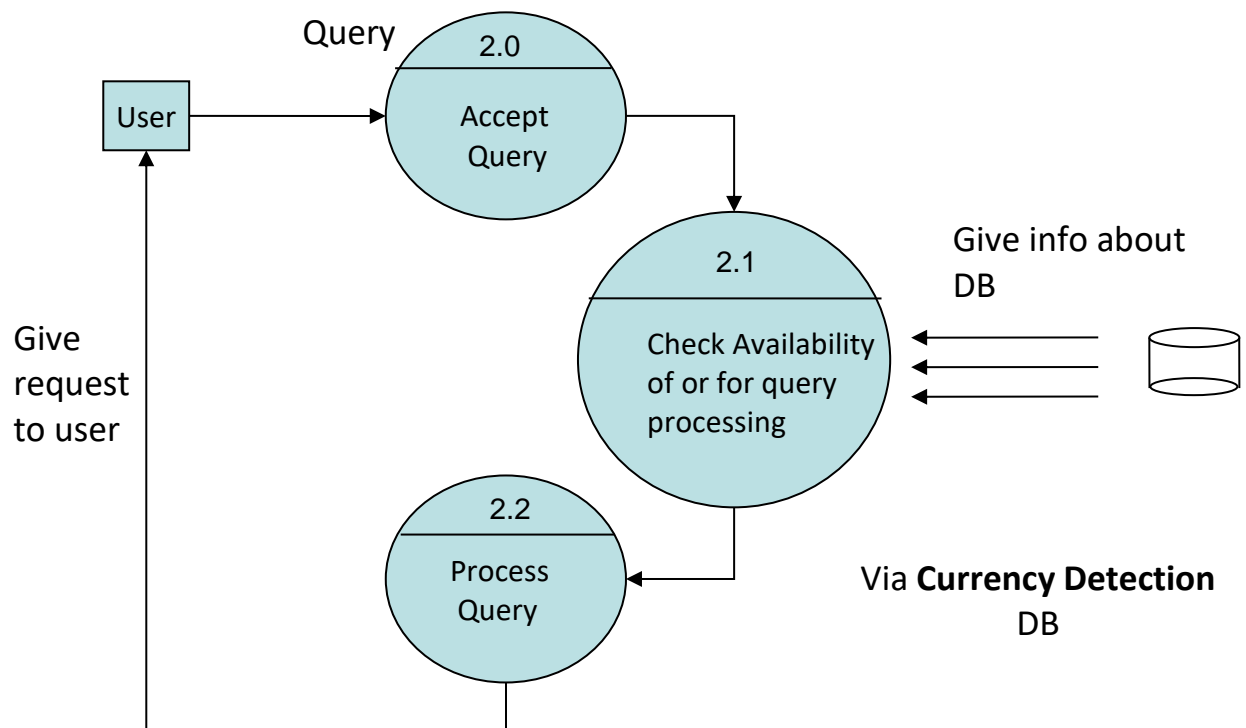 Query
2.0
User
Accept
Query
2.1
Give info about
DB
Check Availability
of or for query
processing
Give
request
to user
2.2
Process
Query
Via Currency Detection
DB